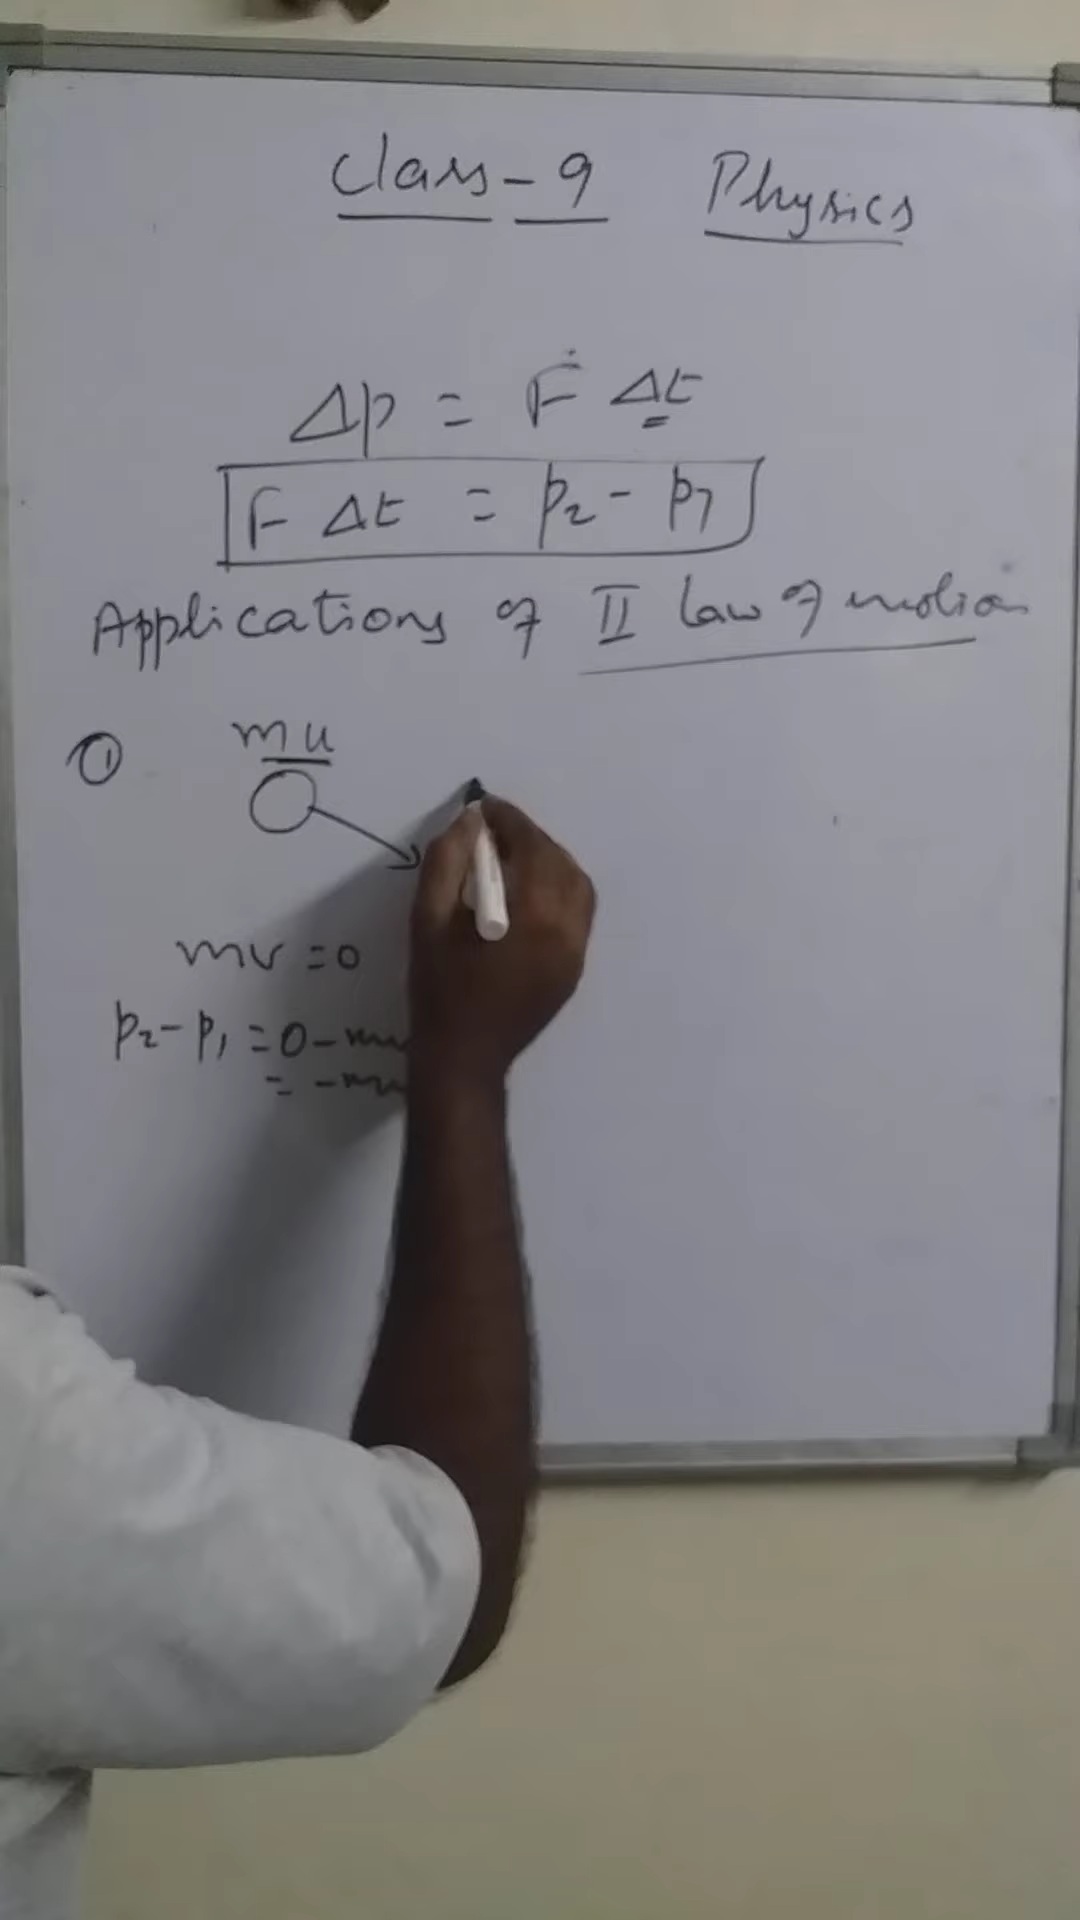 Class - 9 Physics
Δp = F Δt
F Δt = p₂ - p₁
Applications of II law of motion
① mu
mv = 0
p₂ - p₁ = 0 - mu
= - mu